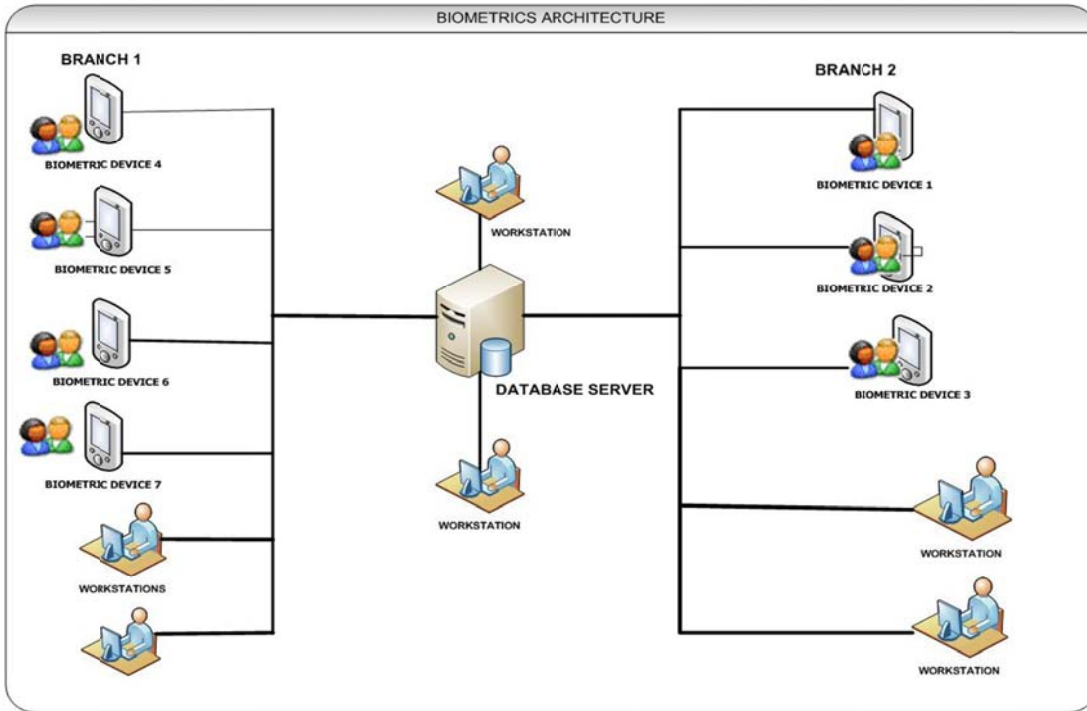 BIOMETRICS ARCHITECTURE
BRANCH 1
BIOMETRIC DEVICE 4
BIOMETRIC DEVICE 5
BIOMETRIC DEVICE 6
BIOMETRIC DEVICE 7
WORKSTATIONS
WORKSTATION
DATABASE SERVER
WORKSTATION
BRANCH 2
BIOMETRIC DEVICE 1
BIOMETRIC DEVICE 2
BIOMETRIC DEVICE 3
WORKSTATION
WORKSTATION